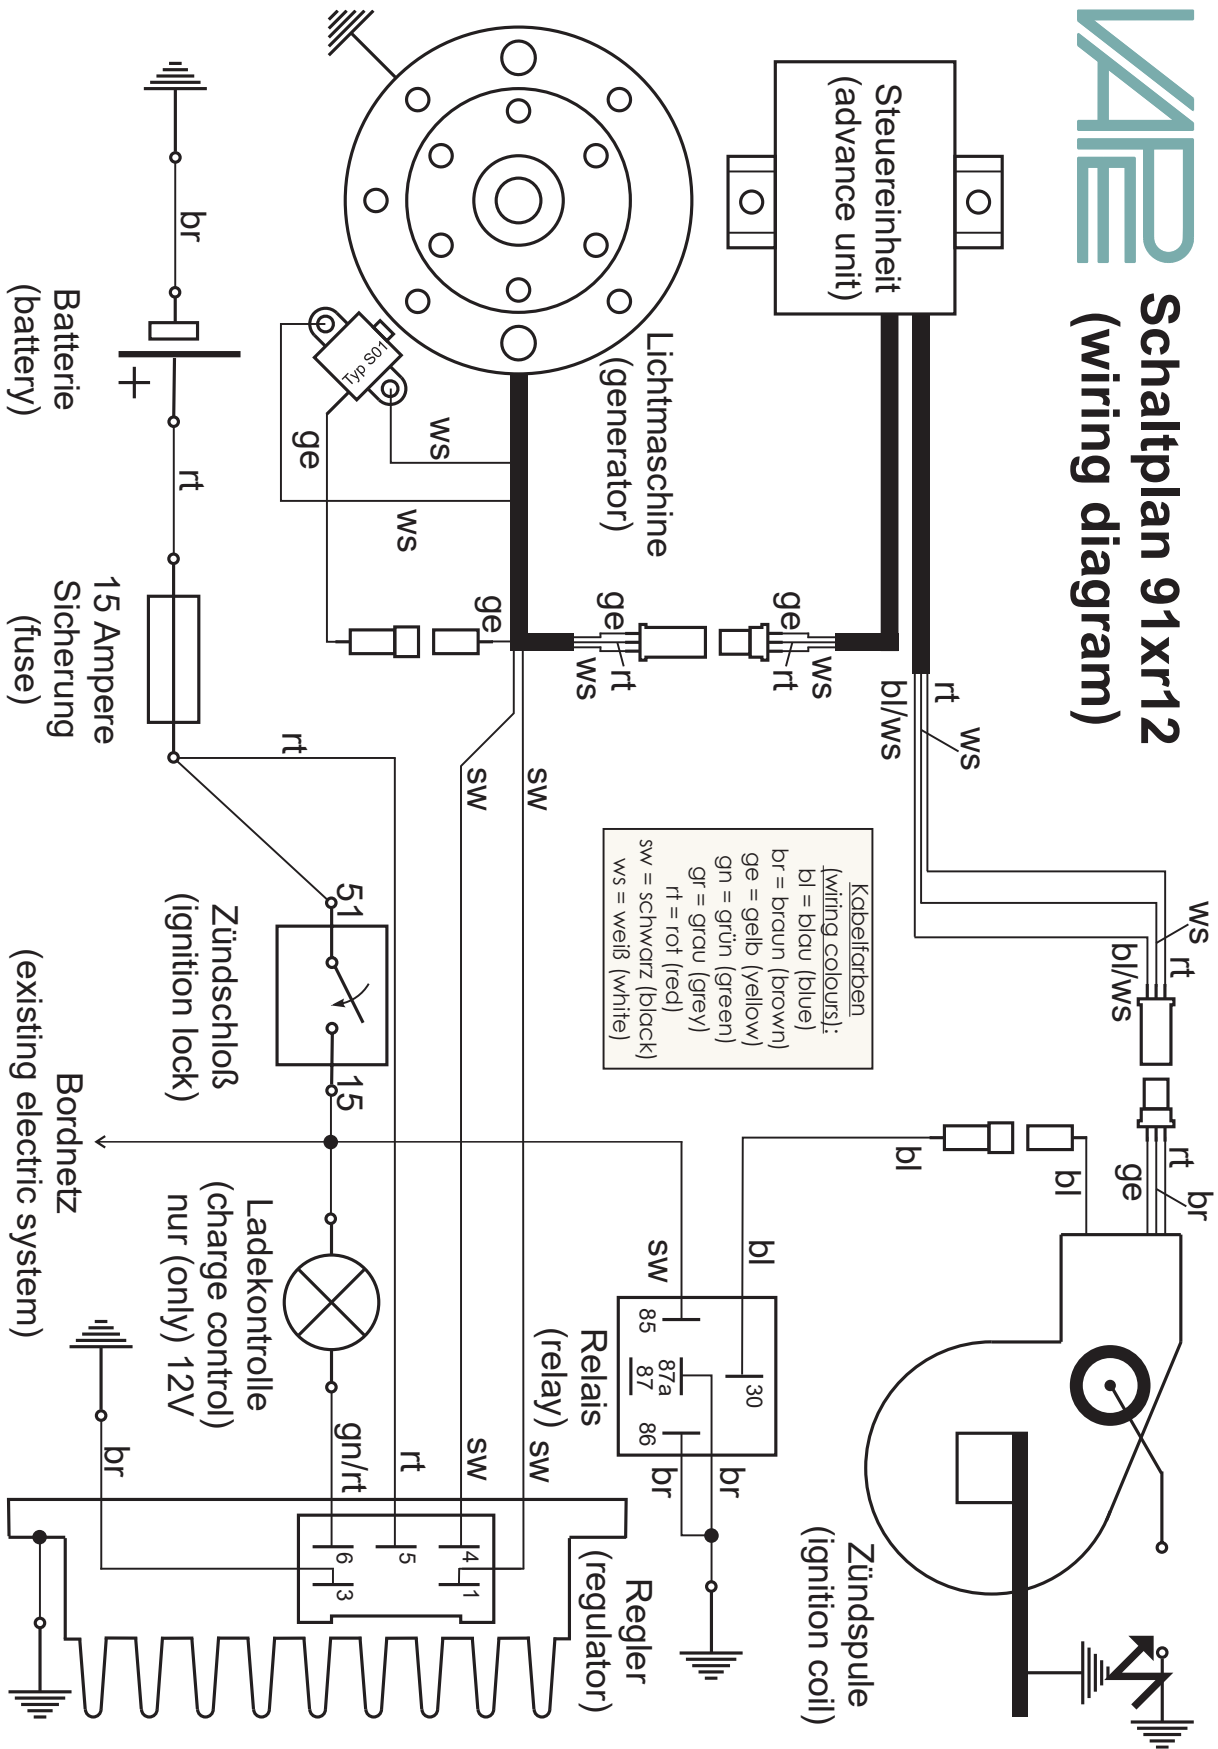 VAPE
Schaltplan 91xr12
(wiring diagram)
Steuereinheit
(advance unit)
rt
ws
bl/ws
ws
rt
bl/ws
rt
br
ge
ge
rt
ws
ge
rt
ws
Lichtmaschine
(generator)
Typ S01
ws
ws
ge
ge
sw
sw
Kabelfarben
(wiring colours):
bl = blau (blue)
br = braun (brown)
ge = gelb (yellow)
gn = grün (green)
gr = grau (grey)
rt = rot (red)
sw = schwarz (black)
ws = weiß (white)
bl
bl
bl
sw
30
85
87a
87
86
br
br
Relais
(relay)
Zündspule
(ignition coil)
br
Batterie
(battery)
+
rt
15 Ampere
Sicherung
(fuse)
rt
51
15
Zündschloß
(ignition lock)
Bordnetz
(existing electric system)
Ladekontrolle
(charge control)
nur (only) 12V
sw
sw
rt
gn/rt
br
4
1
5
6
3
Regler
(regulator)